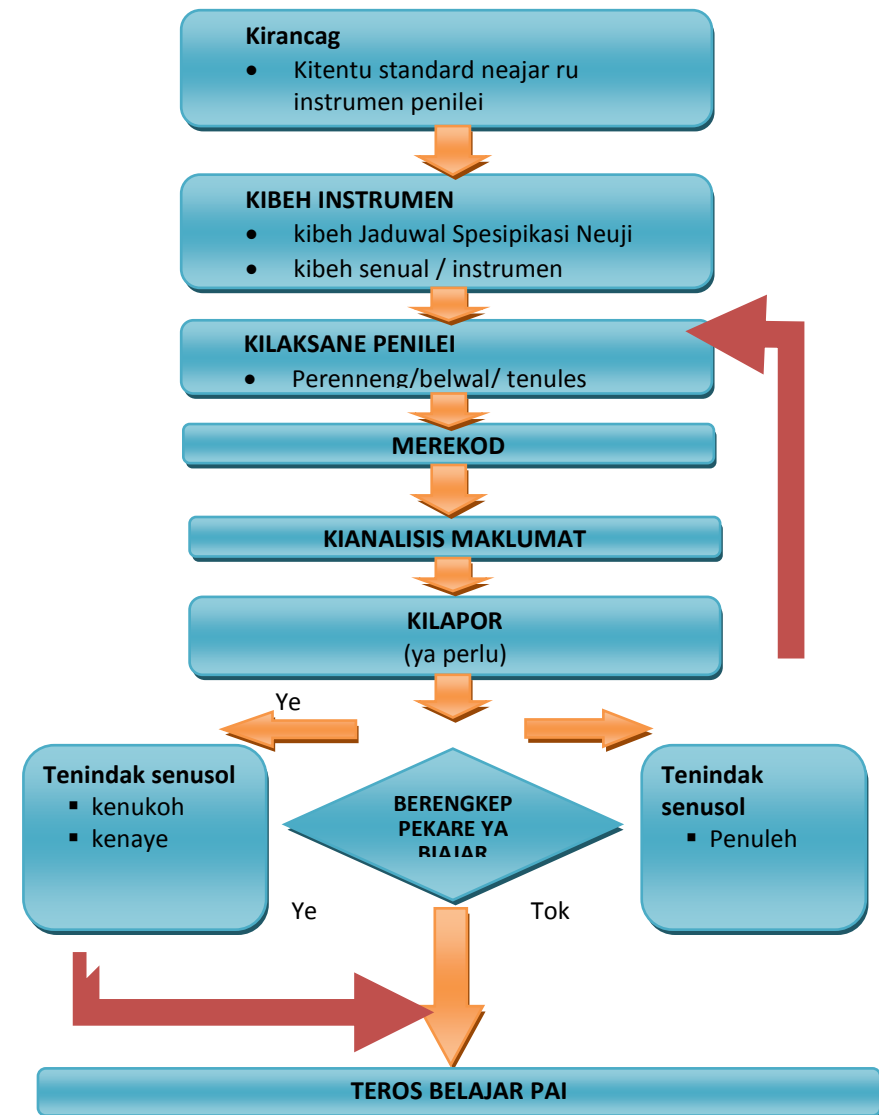 Kirancag
• Kitentu standard neajar ru
instrumen penilei
KIBEH INSTRUMEN
• kibeh Jaduwal Spesipikasi Neuji
• kibeh senual / instrumen
KILAKSANE PENILEI
• Perenneng/belwal/ tenules
MEREKOD
KIANALISIS MAKLUMAT
KILAPOR
(ya perlu)
Ye
Tenindak senusol
▪ kenukoh
▪ kenaye
BERENGKEP
PEKARE YA
BIAJAR
Tenindak
senusol
▪ Penuleh
Ye
Tok
TEROS BELAJAR PAI